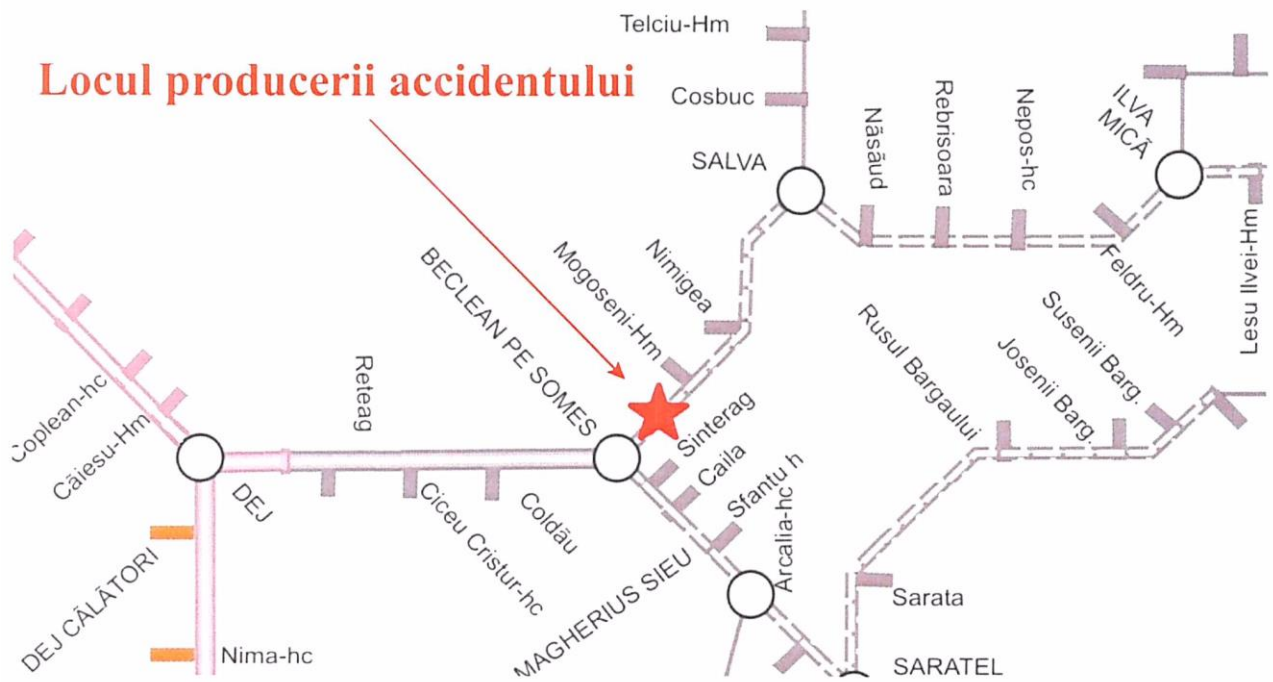 Telciu-Hm
Locul producerii accidentului
Cosbuc
SALVA
Năsăud
Rebrisoara
Nepos-hc
ILVA
MICĂ
Lesu Ilvei-Hm
Feldru-Hm
BECLEAN PE SOMES
Mogoseni-Hm
Nimigea
Rusul Bargaului
Josenii Barg.
Susenii Barg.
Coplean-hc
Căiesu-Hm
DEJ
Reteag
Ciceu Cristur-hc
Coldău
Sinterag
Caila
Sfantu h
Arcalia-hc
MAGHERIUS SIEU
DEJ CĂLĂTORI
Nima-hc
Sarata
SARATEL